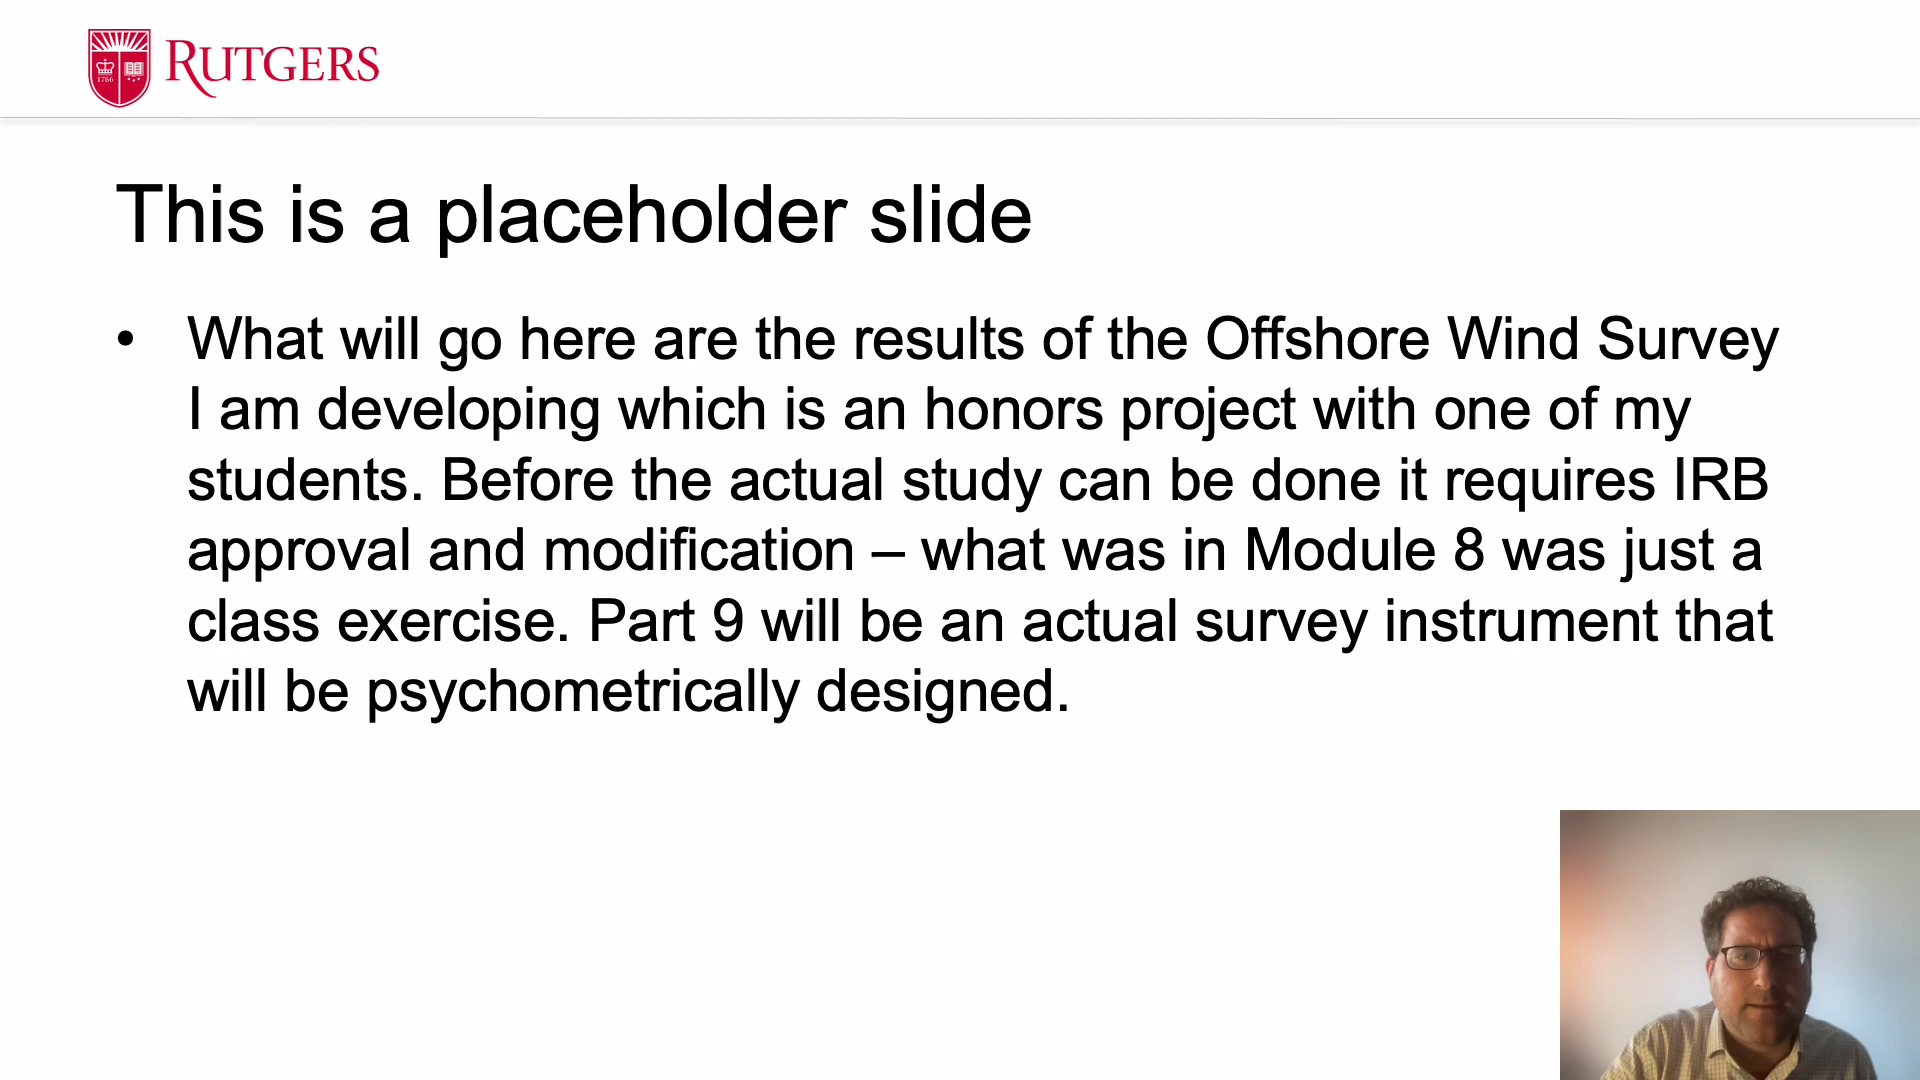 1766
RUTGERS
This is a placeholder slide
• What will go here are the results of the Offshore Wind Survey
I am developing which is an honors project with one of my
students. Before the actual study can be done it requires IRB
approval and modification – what was in Module 8 was just a
class exercise. Part 9 will be an actual survey instrument that
will be psychometrically designed.